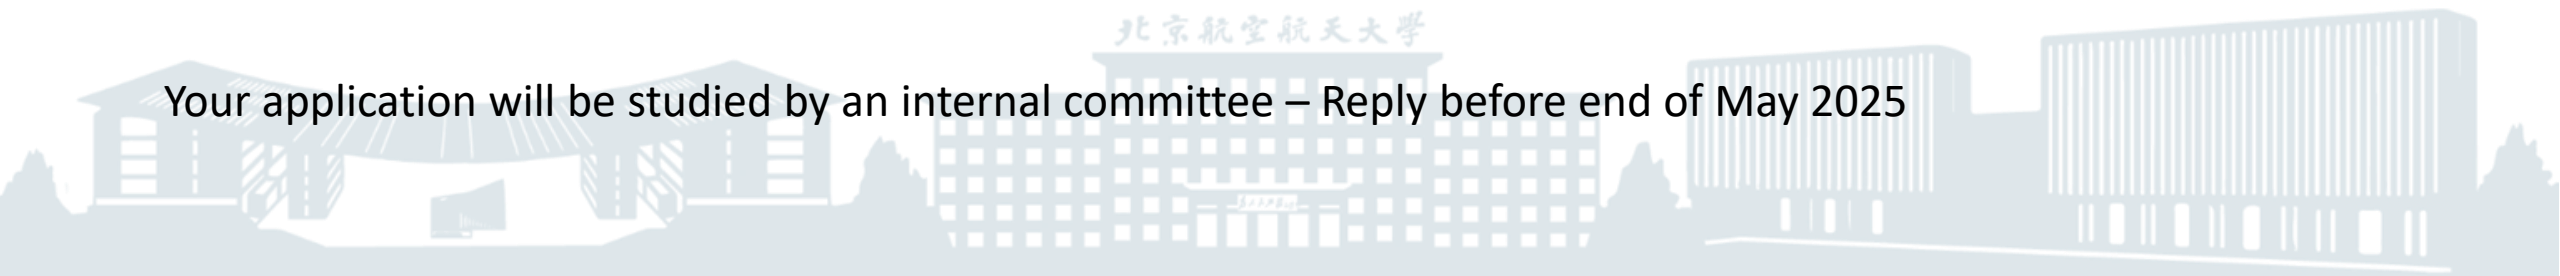 北京航空航天大學
Your application will be studied by an internal committee – Reply before end of May 2025